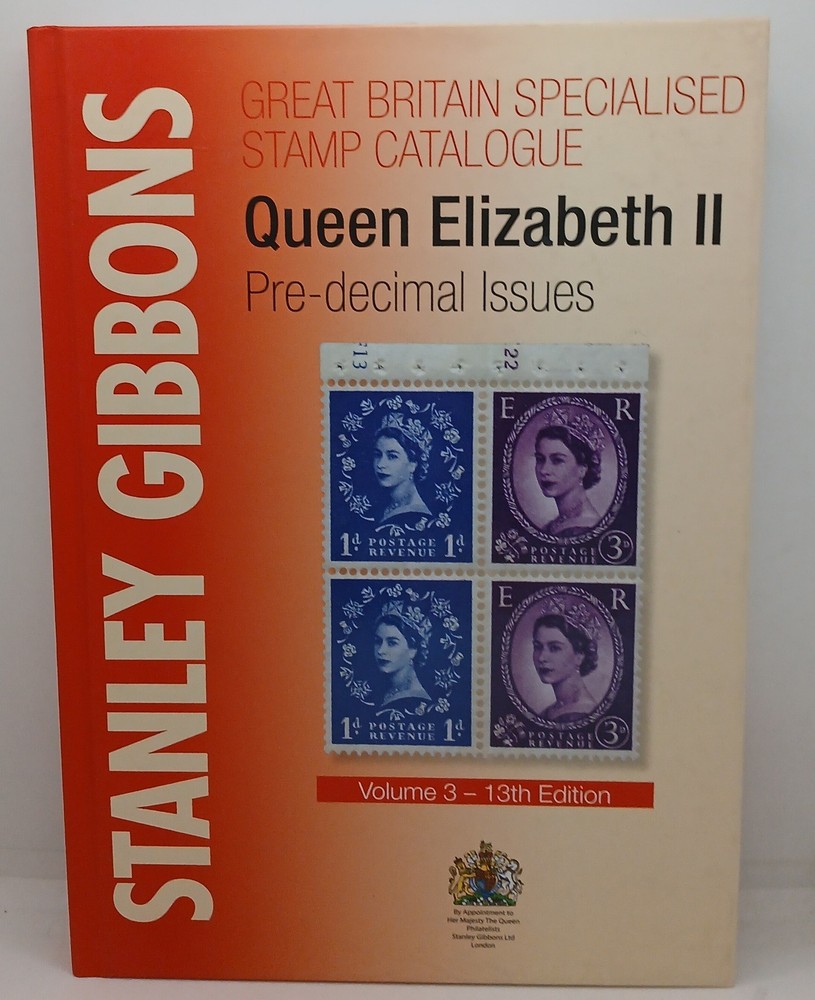 STANLEY GIBBONS
GREAT BRITAIN SPECIALISED
STAMP CATALOGUE
Queen Elizabeth II
Pre-decimal Issues
13
22
1d. POSTAGE REVENUE 1d.
E R
POSTAGE REVENUE 3D
1d. POSTAGE REVENUE 1d.
E R
POSTAGE REVENUE 3D
Volume 3 – 13th Edition
By Appointment to
Her Majesty The Queen
Philatelists
Stanley Gibbons Ltd
London